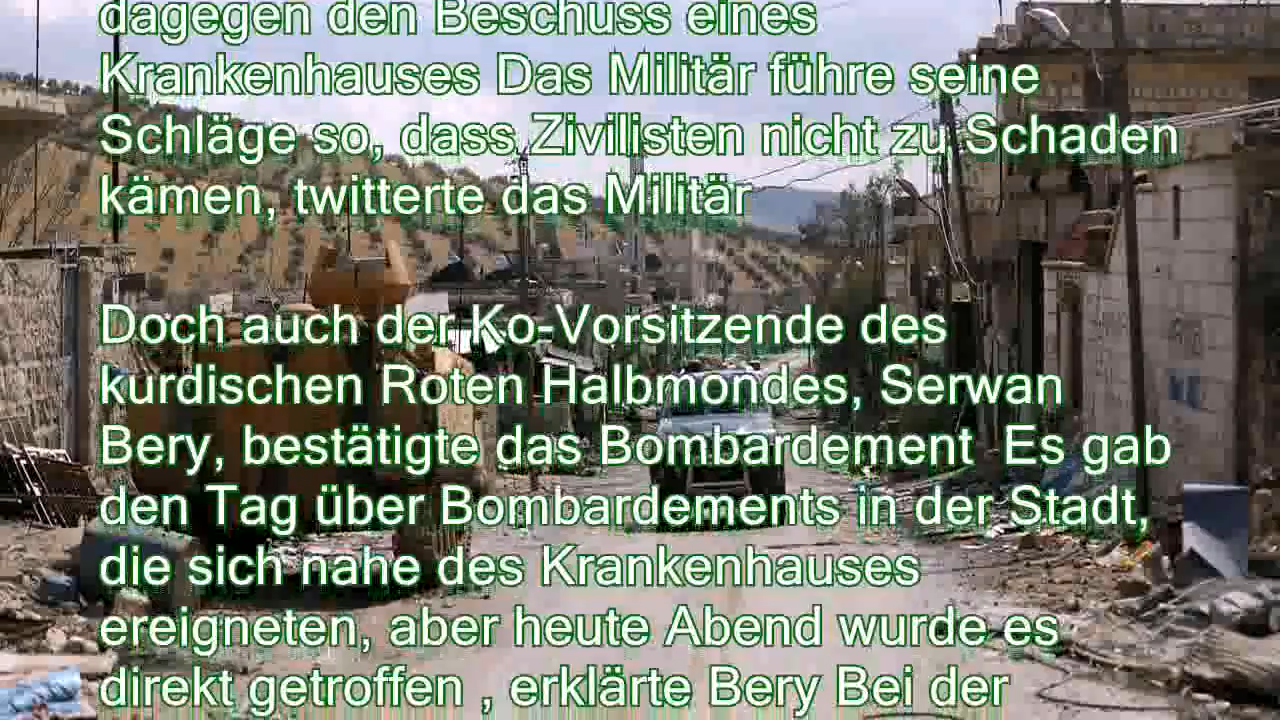 dagegen den Beschuss eines
Krankenhauses Das Militär führe seine
Schläge so, dass Zivilisten nicht zu Schaden
kämen, twitterte das Militär
Doch auch der Ko-Vorsitzende des
kurdischen Roten Halbmondes, Serwan
Bery, bestätigte das Bombardement Es gab
den Tag über Bombardements in der Stadt,
die sich nahe des Krankenhauses
ereigneten, aber heute Abend wurde es
direkt getroffen , erklärte Bery Bei der